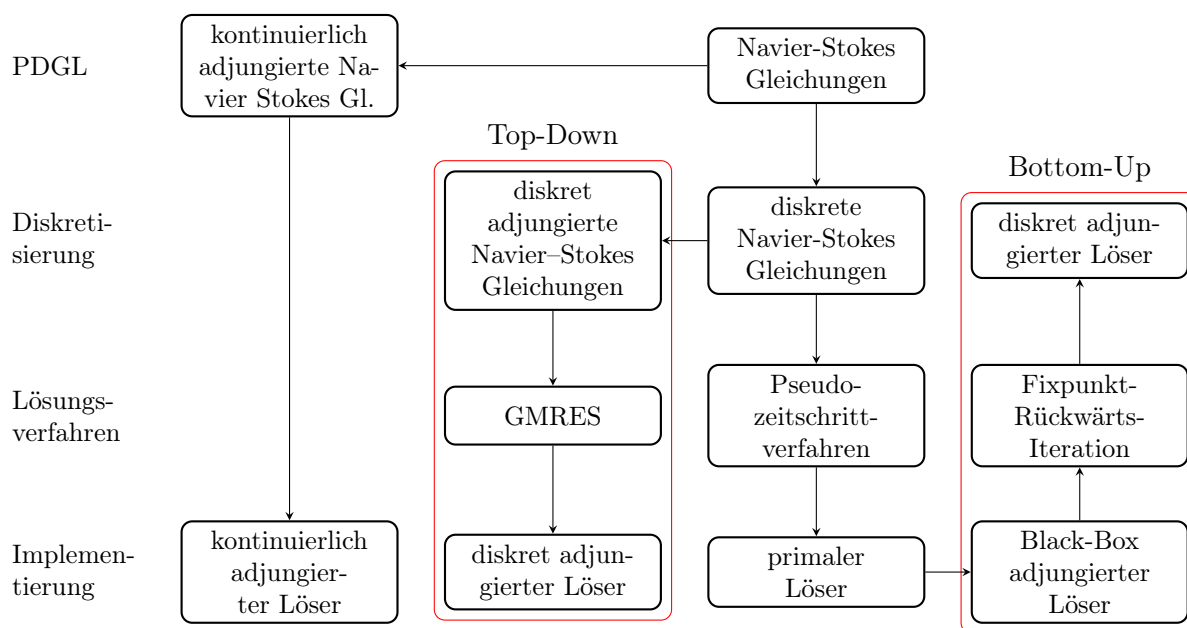 PDGL
kontinuierlich
adjungierte Na-
vier Stokes Gl.
Navier-Stokes
Gleichungen
Top-Down
Bottom-Up
Diskreti-
sierung
diskret
adjungierte
Navier–Stokes
Gleichungen
diskrete
Navier-Stokes
Gleichungen
diskret adjun-
gierter Löser
Lösungs-
verfahren
GMRES
Pseudo-
zeitschritt-
verfahren
Fixpunkt-
Rückwärts-
Iteration
Implemen-
tierung
kontinuierlich
adjungier-
ter Löser
diskret adjun-
gierter Löser
primaler
Löser
Black-Box
adjungierter
Löser